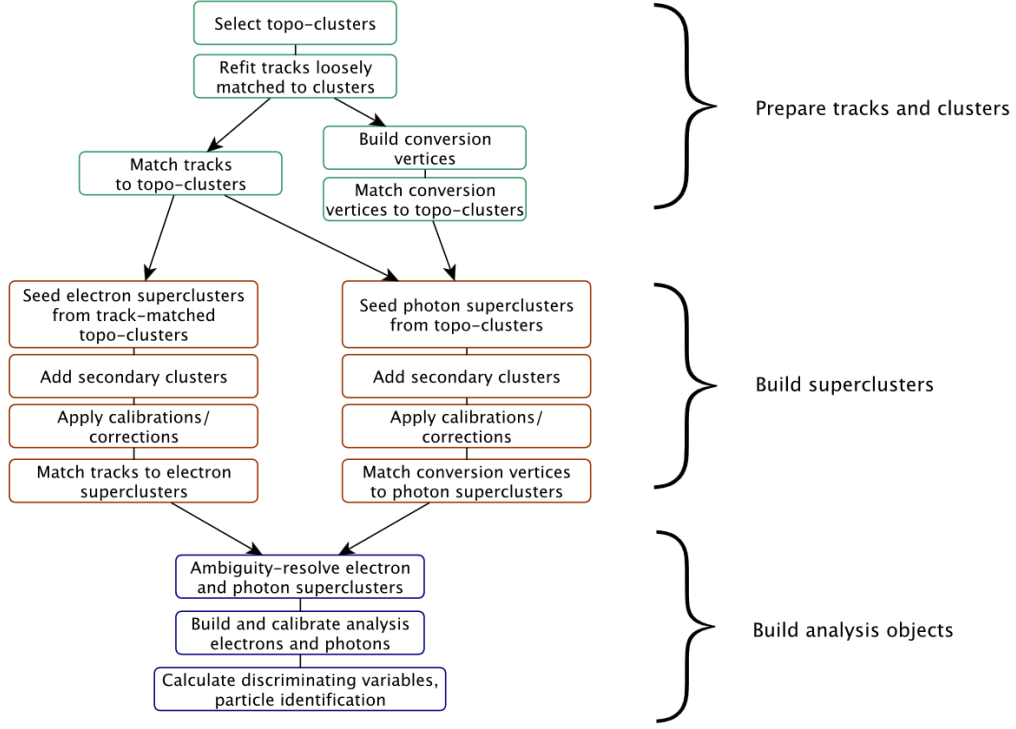 Select topo-clusters
Refit tracks loosely
matched to clusters
Prepare tracks and clusters
Build conversion
vertices
Match tracks
to topo-clusters
Match conversion
vertices to topo-clusters
Seed electron superclusters
from track-matched
topo-clusters
Seed photon superclusters
from topo-clusters
Add secondary clusters
Add secondary clusters
Build superclusters
Apply calibrations/
corrections
Apply calibrations/
corrections
Match tracks to electron
superclusters
Match conversion vertices
to photon superclusters
Ambiguity-resolve electron
and photon superclusters
Build and calibrate analysis
electrons and photons
Build analysis objects
Calculate discriminating variables,
particle identification